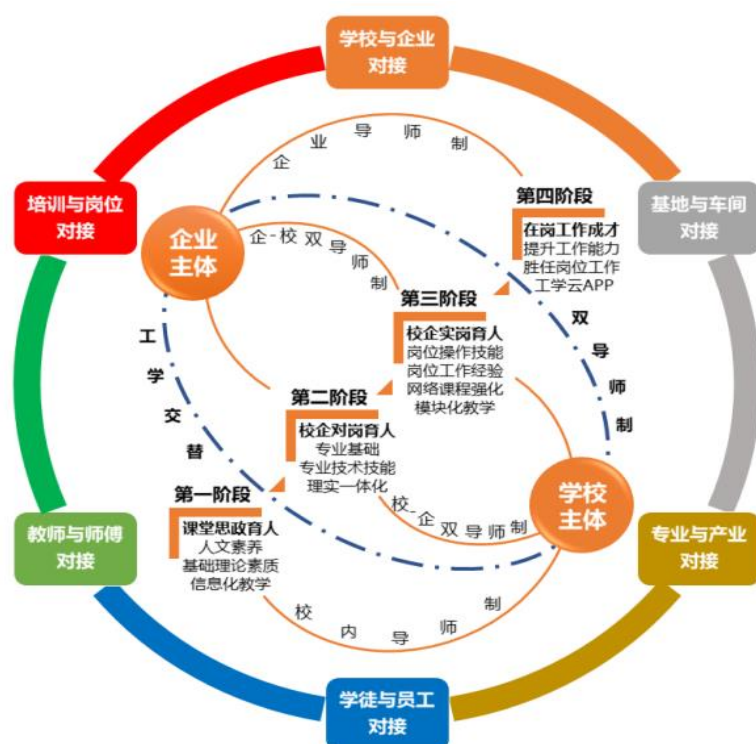 学校与企业
对接
企业导师制
第四阶段
培训与岗位
对接
在岗工作成才
提升工作能力
胜任岗位工作
工学云APP
基地与车间
对接
企业
主体
企-校双导师制
第三阶段
校企实岗育人
岗位操作技能
岗位工作经验
网络课程强化
模块化教学
双导师制
工学交替
第二阶段
校企对岗育人
专业基础
专业技术技能
理实一体化
第一阶段
课堂思政育人
人文素养
基础理论素质
信息化教学
学校
主体
校-企双导师制
教师与师傅
对接
专业与产业
对接
校内导师制
学徒与员工
对接